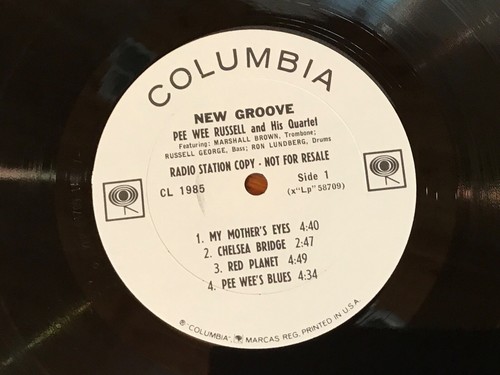 COLUMBIA
NEW GROOVE
PEE WEE RUSSELL and His Quartet
Featuring: MARSHALL BROWN, Trombone;
RUSSELL GEORGE, Bass; RON LUNDBERG, Drums
RADIO STATION COPY - NOT FOR RESALE
CL 1985
Side 1
(x"Lp" 58709)
1. MY MOTHER'S EYES 4:40
2. CHELSEA BRIDGE 2:47
3. RED PLANET 4:49
4. PEE WEE'S BLUES 4:34
® "COLUMBIA", MARCAS REG. PRINTED IN U.S.A.